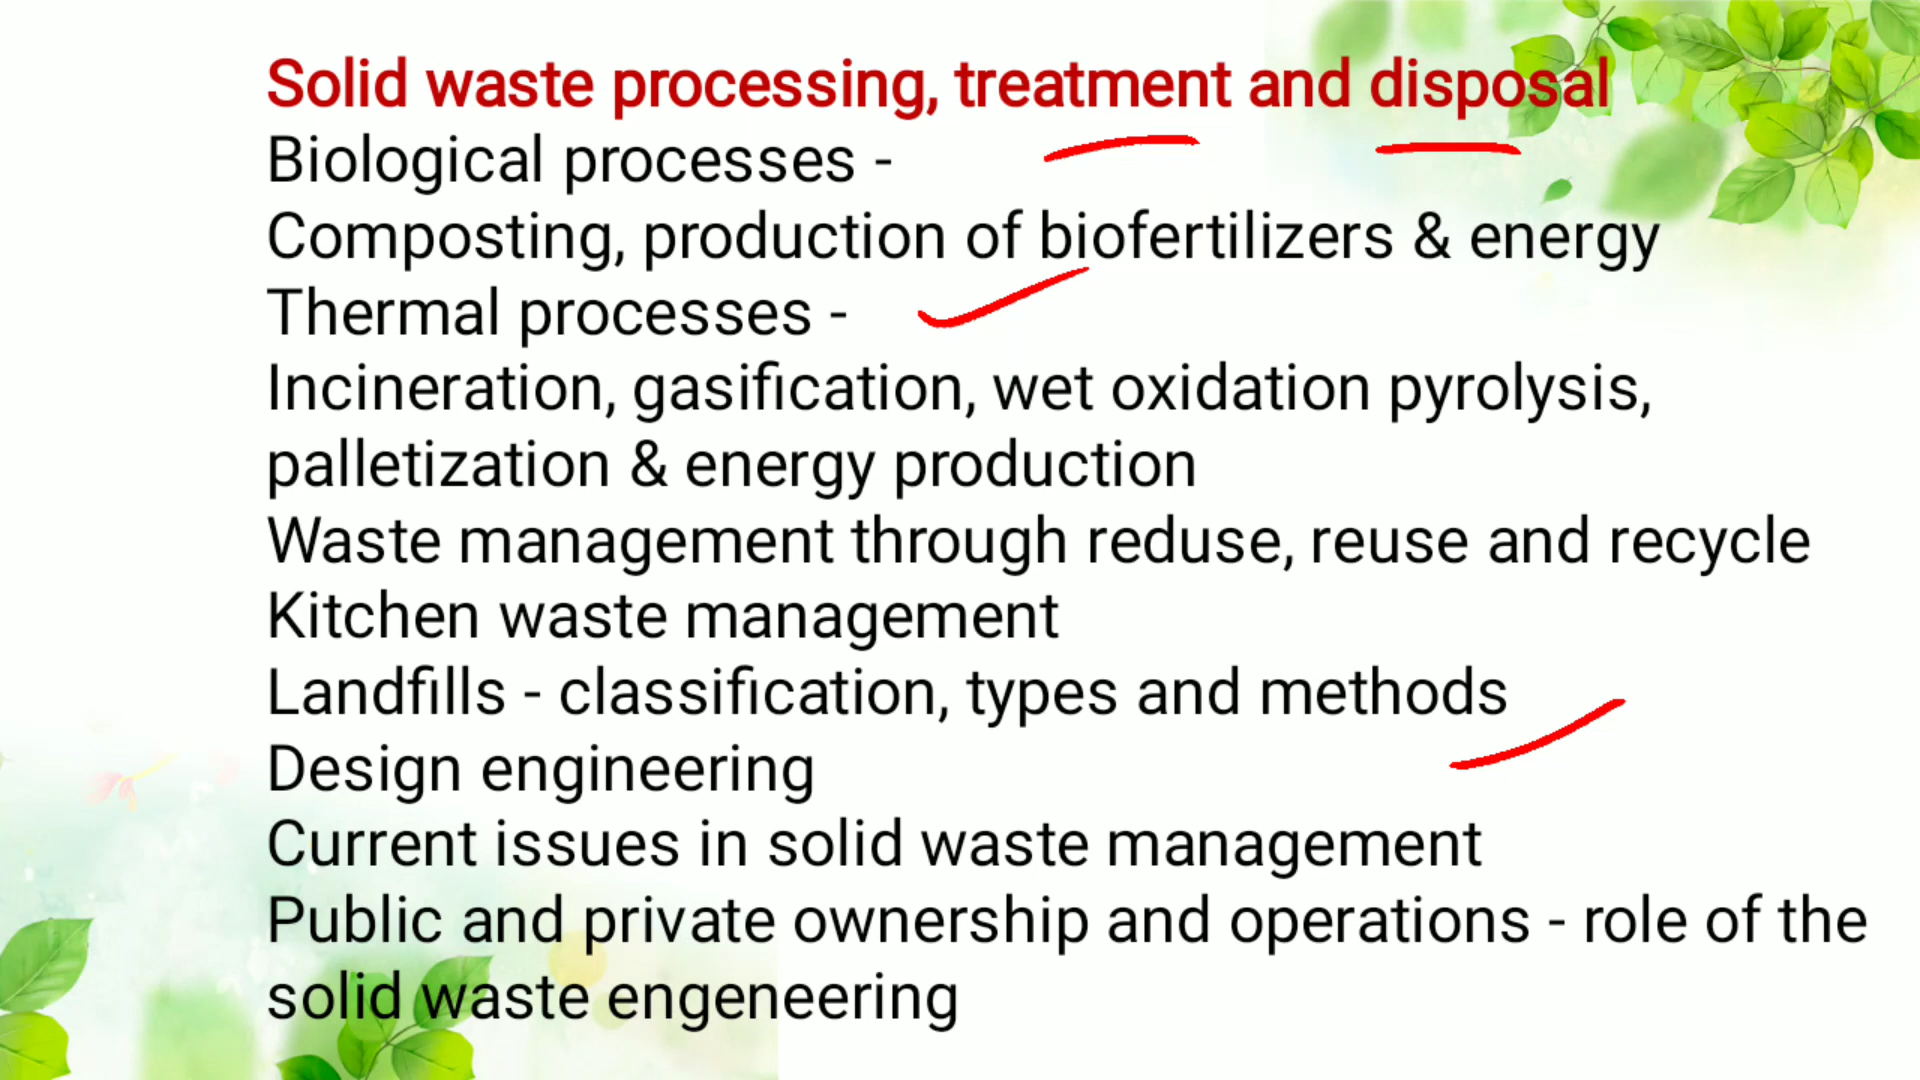 Solid waste processing, treatment and disposal
Biological processes -
Composting, production of biofertilizers & energy
Thermal processes -
Incineration, gasification, wet oxidation pyrolysis,
palletization & energy production
Waste management through reduse, reuse and recycle
Kitchen waste management
Landfills - classification, types and methods
Design engineering
Current issues in solid waste management
Public and private ownership and operations - role of the
solid waste engeneering